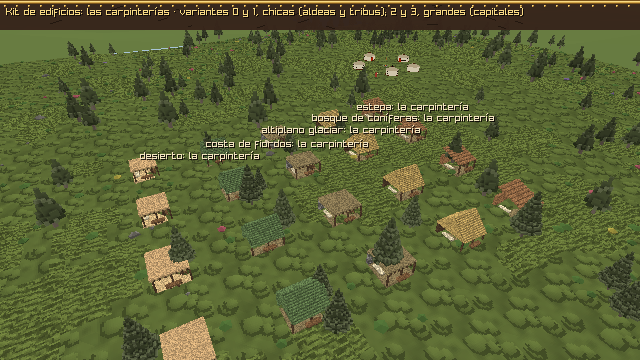 Kit de edificios: las carpinterías · variantes 0 y 1, chicas (aldeas y tribus); 2 y 3, grandes (capitales)
estepa: la carpintería
bosque de coníferas: la carpintería
altiplano glaciar: la carpintería
costa de fiordos: la carpintería
desierto: la carpintería